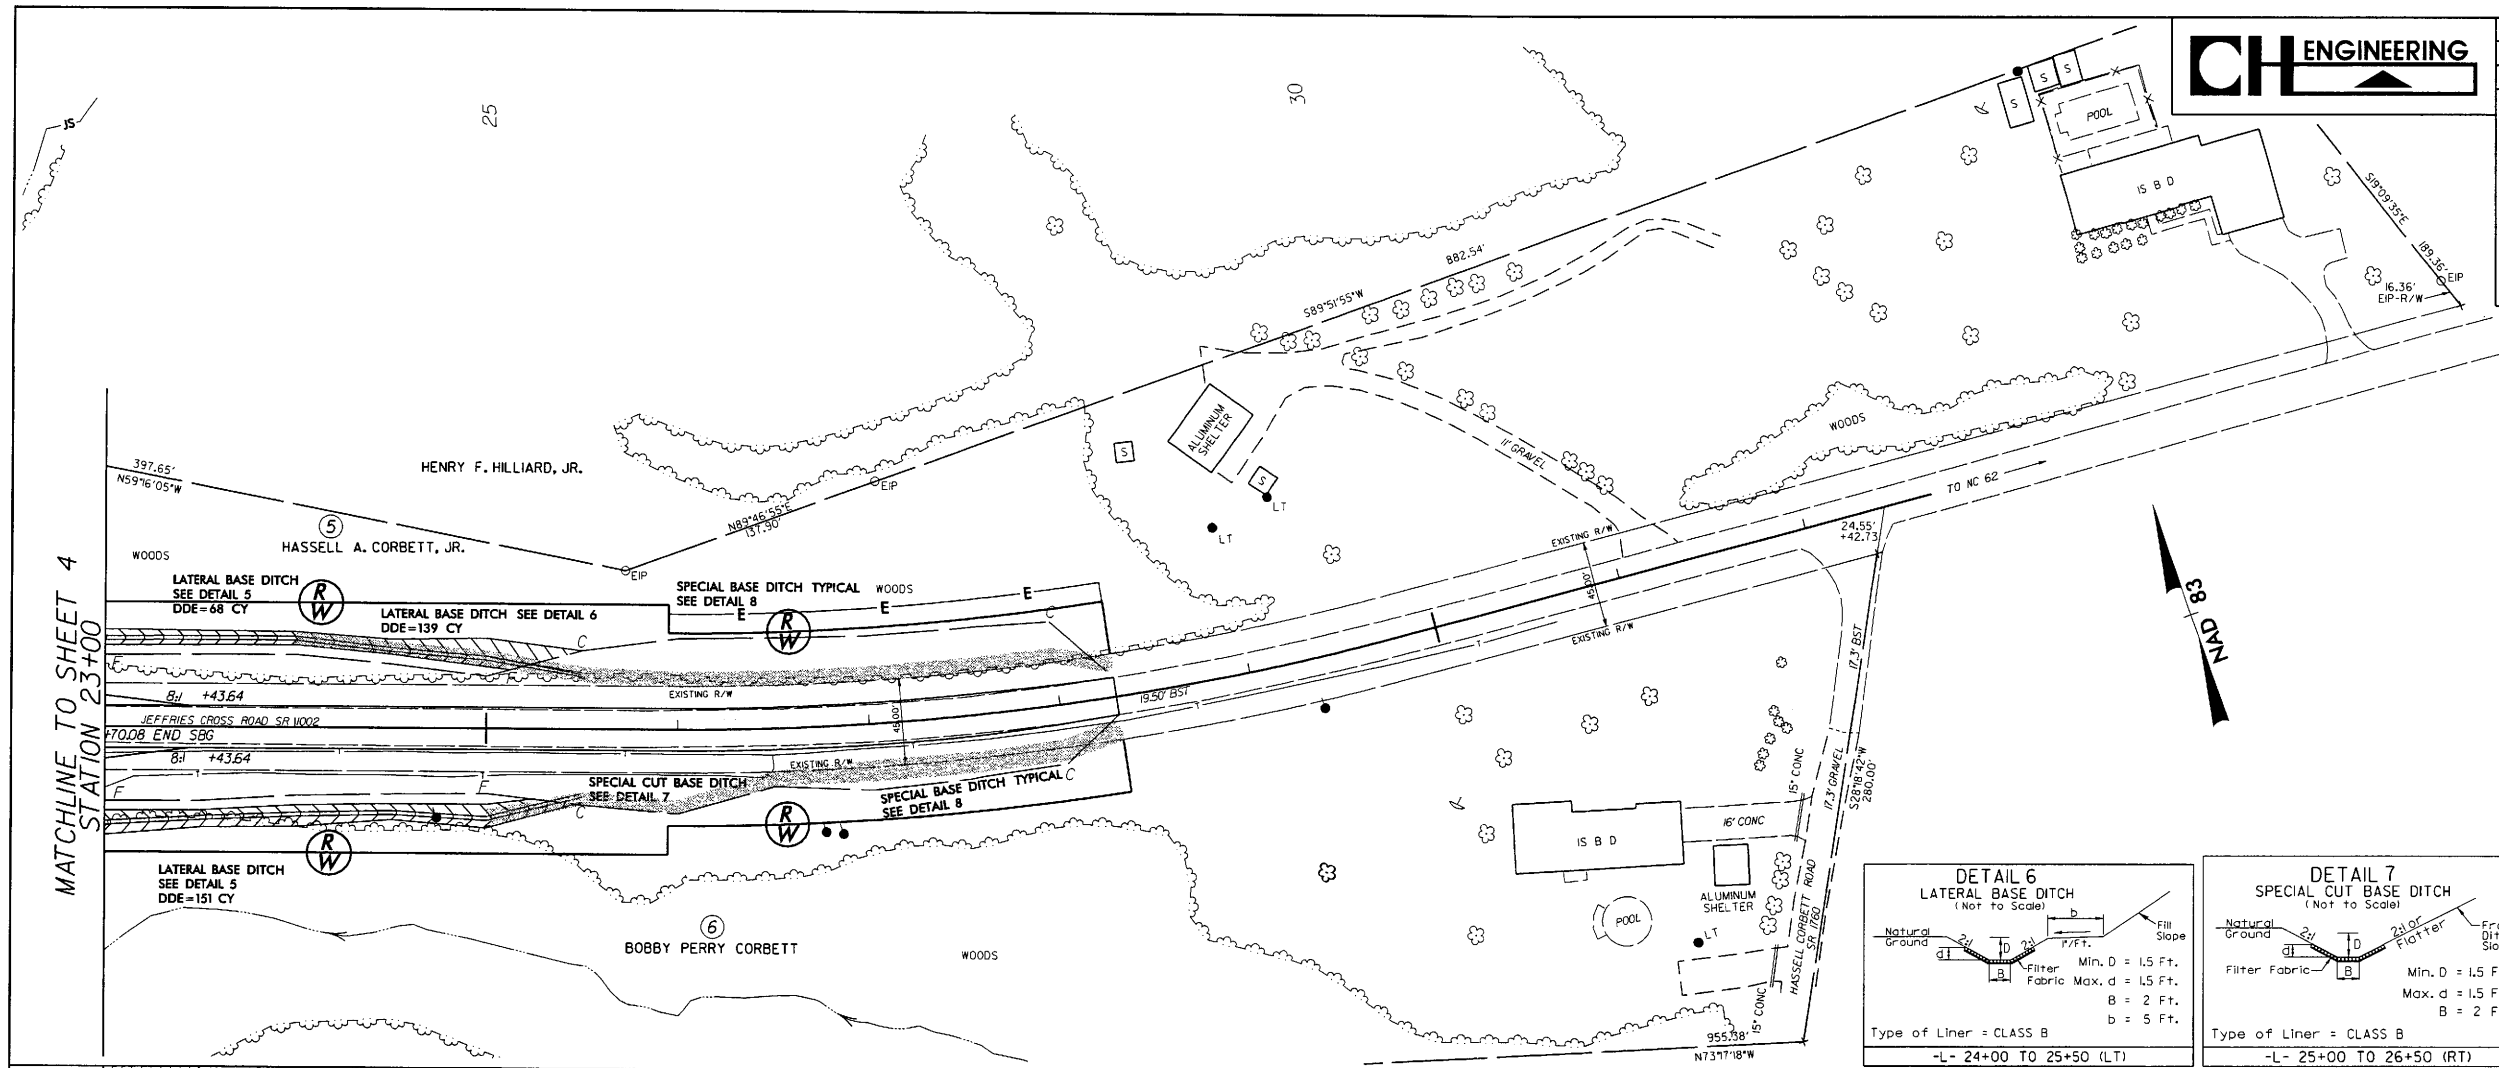 CH ENGINEERING
JS
25
30
S
S
S
POOL
IS B D
S19°09'35"E
189.36'
EIP
16.36'
EIP-R/W
882.54'
S89°51'55"W
ALUMINUM
SHELTER
S
S
LT
LT
11' GRAVEL
WOODS
TO NC 62
397.65'
N59°16'05"W
HENRY F. HILLIARD, JR.
EIP
N89°46'55"E
137.90'
5
HASSELL A. CORBETT, JR.
WOODS
EIP
EXISTING R/W
45.00'
EXISTING R/W
24.55'
+42.73
NAD 83
MATCHLINE TO SHEET 4
STATION 23+00
LATERAL BASE DITCH
SEE DETAIL 5
DDE=68 CY
R
W
LATERAL BASE DITCH SEE DETAIL 6
DDE=139 CY
SPECIAL BASE DITCH TYPICAL
SEE DETAIL 8
WOODS
E
E
E
R
W
C
C
F
F
8:1 +43.64
EXISTING R/W
JEFFRIES CROSS ROAD SR 1002
+70.08 END SBG
8:1 +43.64
45.00'
19.50' BST
EXISTING R/W
SPECIAL CUT BASE DITCH
SEE DETAIL 7
SPECIAL BASE DITCH TYPICAL
SEE DETAIL 8
C
C
F
F
R
W
R
W
LATERAL BASE DITCH
SEE DETAIL 5
DDE=151 CY
6
BOBBY PERRY CORBETT
WOODS
17.3' BST
17.3' GRAVEL
S28°18'42"W
280.00'
15" CONC
16' CONC
IS B D
ALUMINUM
SHELTER
POOL
LT
HASSELL CORBETT ROAD
SR 1760
15" CONC
955.38'
N73°17'18"W
DETAIL 6
LATERAL BASE DITCH
(Not to Scale)
Natural
Ground
2:1
D
2:1
b
1"/Ft.
Fill
Slope
d
B
Filter
Fabric
Min. D = 1.5 Ft.
Max. d = 1.5 Ft.
B = 2 Ft.
b = 5 Ft.
Type of Liner = CLASS B
-L- 24+00 TO 25+50 (LT)
DETAIL 7
SPECIAL CUT BASE DITCH
(Not to Scale)
Natural
Ground
2:1
D
2:1 or
Flatter
d
B
Filter Fabric
Min. D = 1.5 F
Max. d = 1.5 F
B = 2 F
Type of Liner = CLASS B
-L- 25+00 TO 26+50 (RT)